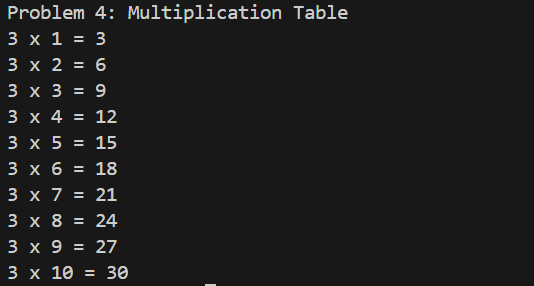 Problem 4: Multiplication Table
3 x 1 = 3
3 x 2 = 6
3 x 3 = 9
3 x 4 = 12
3 x 5 = 15
3 x 6 = 18
3 x 7 = 21
3 x 8 = 24
3 x 9 = 27
3 x 10 = 30